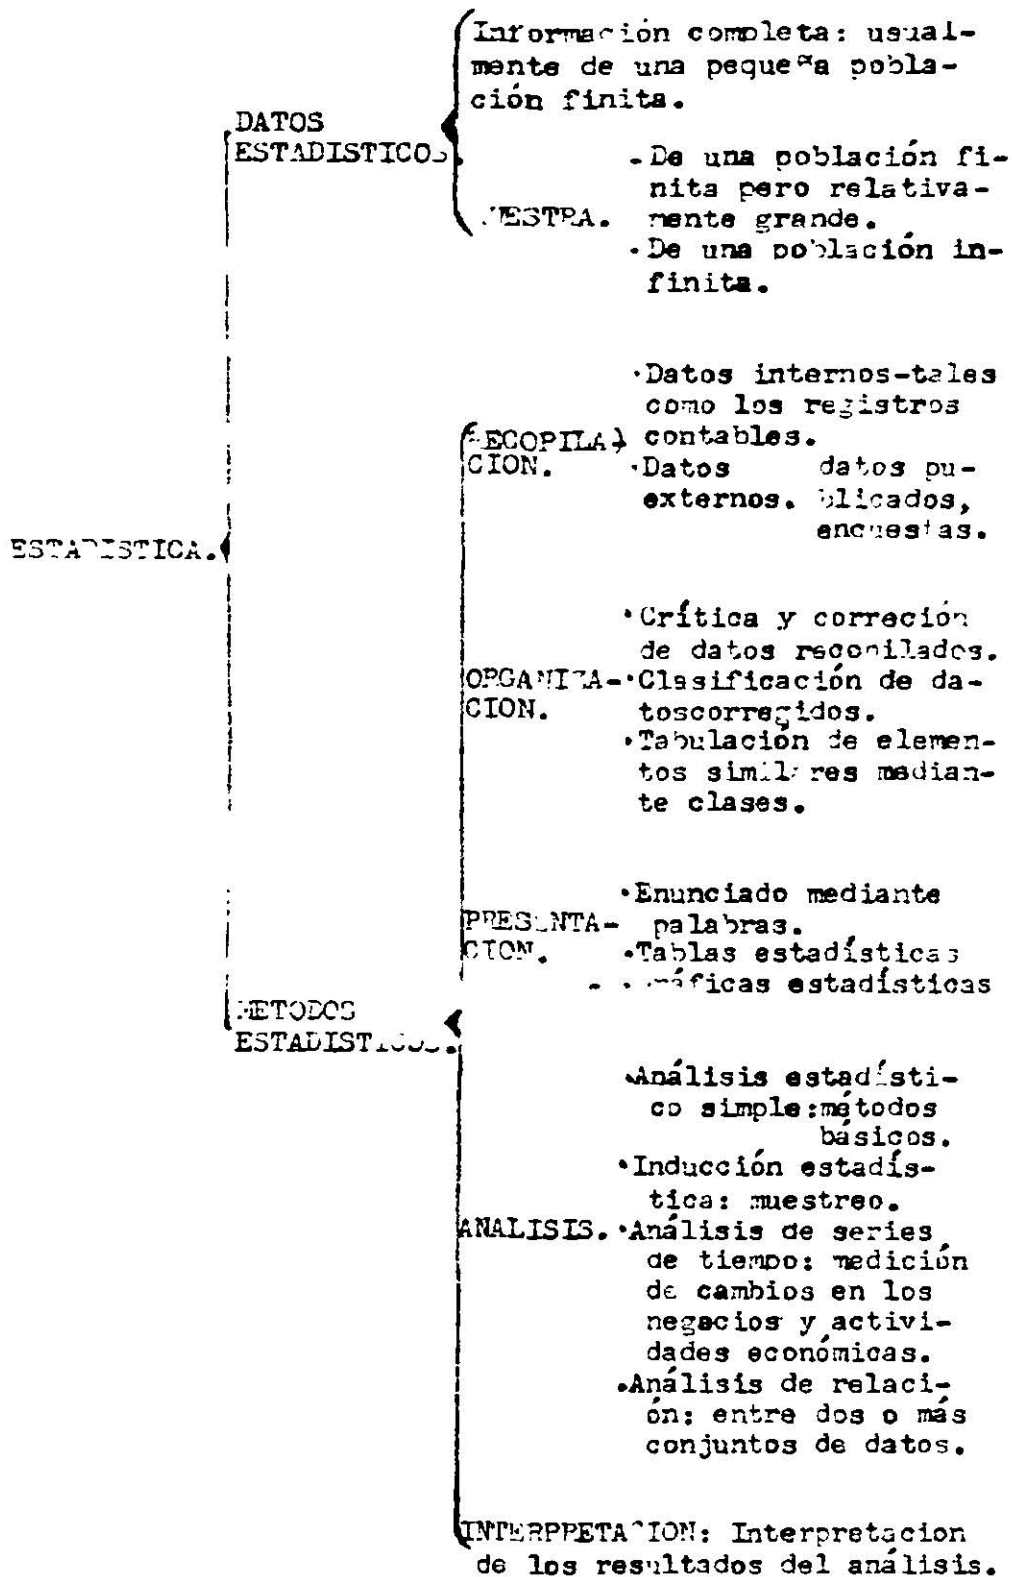 Información completa: usual-
mente de una pequeña pobla-
ción finita.
DATOS
ESTADISTICOS.
MUESTRA.
-De una población fi-
nita pero relativa-
mente grande.
-De una población in-
finita.
ESTADISTICA.
RECOPILA-
CION.
·Datos internos-tales
como los registros
contables.
·Datos externos. datos pu-
blicados,
encuestas.
ORGANIZA-
CION.
·Crítica y correción
de datos recopilados.
·Clasificación de da-
toscorregidos.
·Tabulación de elemen-
tos similares median-
te clases.
PRESENTA-
CION.
·Enunciado mediante
palabras.
·Tablas estadísticas
gráficas estadísticas
METODOS
ESTADISTICOS.
·Análisis estadísti-
co simple:métodos
básicos.
·Inducción estadís-
tica: muestreo.
ANALISIS.
·Análisis de series
de tiempo: medición
de cambios en los
negocios y activi-
dades económicas.
·Análisis de relaci-
ón: entre dos o más
conjuntos de datos.
INTERPRETACION: Interpretacion
de los resultados del análisis.